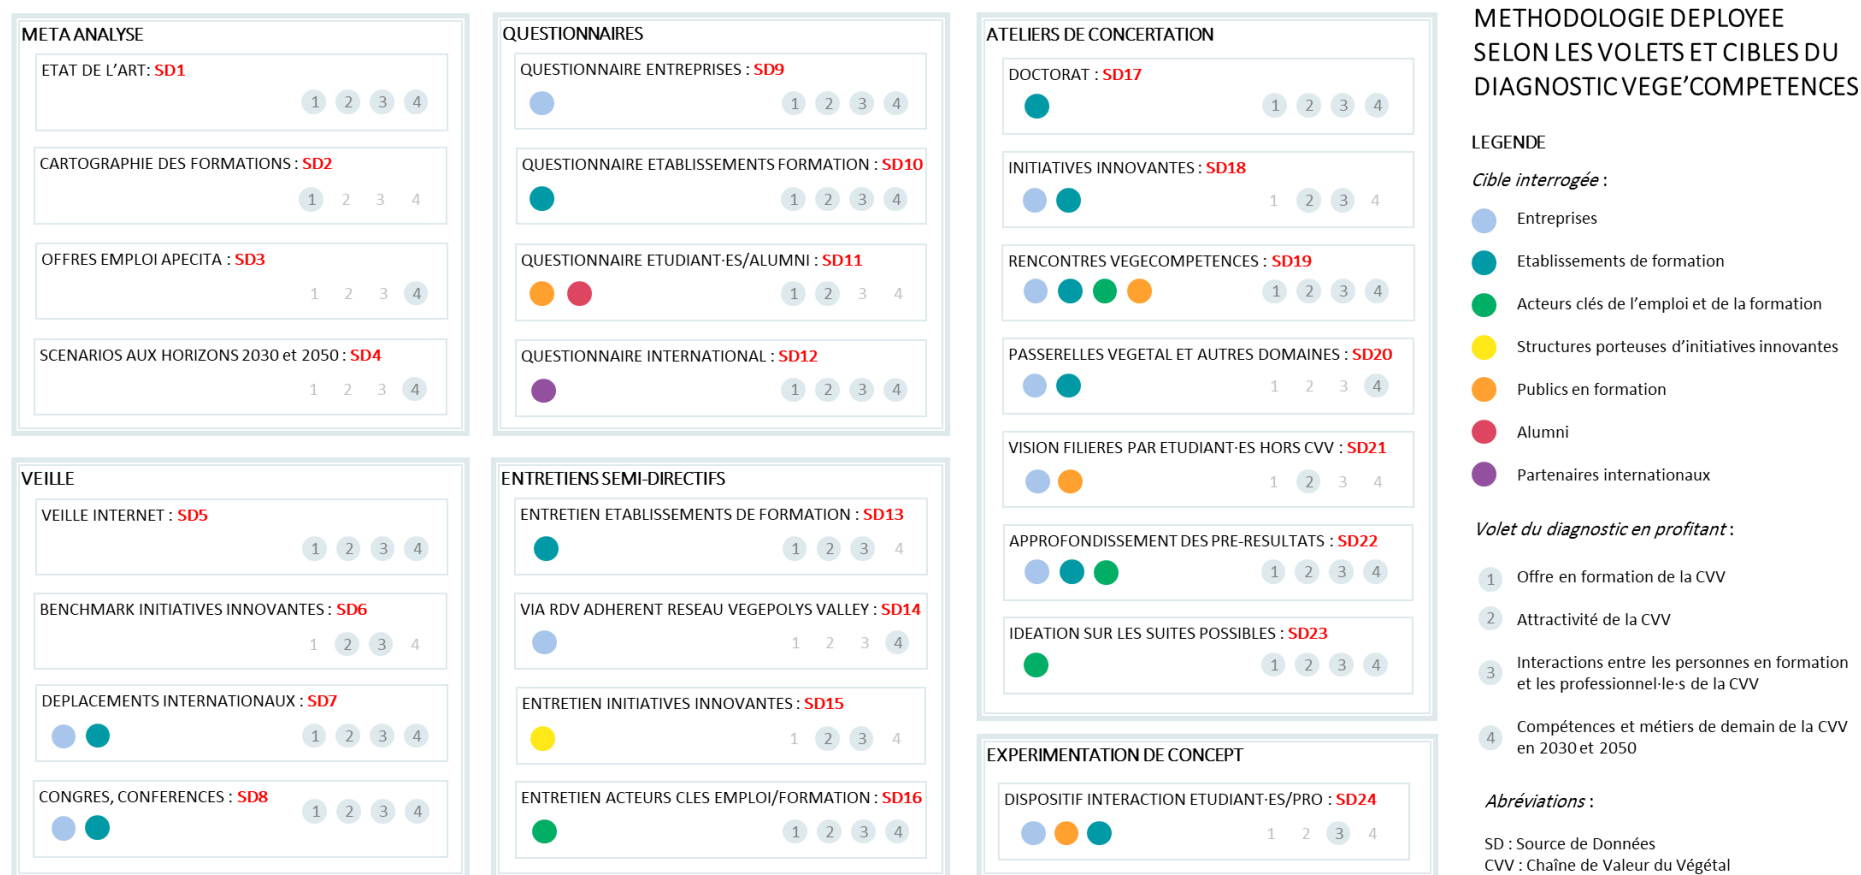 META ANALYSE
ETAT DE L'ART: SD1
1 2 3 4
CARTOGRAPHIE DES FORMATIONS : SD2
1 2 3 4
OFFRES EMPLOI APECITA : SD3
1 2 3 4
SCENARIOS AUX HORIZONS 2030 et 2050 : SD4
1 2 3 4
VEILLE
VEILLE INTERNET : SD5
1 2 3 4
BENCHMARK INITIATIVES INNOVANTES : SD6
1 2 3 4
DEPLACEMENTS INTERNATIONAUX : SD7
1 2 3 4
CONGRES, CONFERENCES : SD8
1 2 3 4
QUESTIONNAIRES
QUESTIONNAIRE ENTREPRISES : SD9
1 2 3 4
QUESTIONNAIRE ETABLISSEMENTS FORMATION : SD10
1 2 3 4
QUESTIONNAIRE ETUDIANT·ES/ALUMNI : SD11
1 2 3 4
QUESTIONNAIRE INTERNATIONAL : SD12
1 2 3 4
ENTRETIENS SEMI-DIRECTIFS
ENTRETIEN ETABLISSEMENTS DE FORMATION : SD13
1 2 3 4
VIA RDV ADHERENT RESEAU VEGEPOLYS VALLEY : SD14
1 2 3 4
ENTRETIEN INITIATIVES INNOVANTES : SD15
1 2 3 4
ENTRETIEN ACTEURS CLES EMPLOI/FORMATION : SD16
1 2 3 4
ATELIERS DE CONCERTATION
DOCTORAT : SD17
1 2 3 4
INITIATIVES INNOVANTES : SD18
1 2 3 4
RENCONTRES VEGECOMPETENCES : SD19
1 2 3 4
PASSERELLES VEGETAL ET AUTRES DOMAINES : SD20
1 2 3 4
VISION FILIERES PAR ETUDIANT·ES HORS CVV : SD21
1 2 3 4
APPROFONDISSEMENT DES PRE-RESULTATS : SD22
1 2 3 4
IDEATION SUR LES SUITES POSSIBLES : SD23
1 2 3 4
EXPERIMENTATION DE CONCEPT
DISPOSITIF INTERACTION ETUDIANT·ES/PRO : SD24
1 2 3 4
METHODOLOGIE DEPLOYEE
SELON LES VOLETS ET CIBLES DU
DIAGNOSTIC VEGE'COMPETENCES
LEGENDE
Cible interrogée :
Entreprises
Etablissements de formation
Acteurs clés de l'emploi et de la formation
Structures porteuses d'initiatives innovantes
Publics en formation
Alumni
Partenaires internationaux
Volet du diagnostic en profitant :
1 Offre en formation de la CVV
2 Attractivité de la CVV
3 Interactions entre les personnes en formation
et les professionnel·le·s de la CVV
4 Compétences et métiers de demain de la CVV
en 2030 et 2050
Abréviations :
SD : Source de Données
CVV : Chaîne de Valeur du Végétal